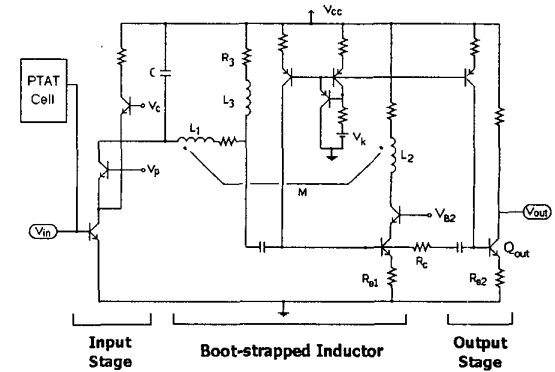 Vcc
PTAT
Cell
C
R3
L3
Vc
L1
Vk
L2
Vp
M
VB2
Vin
Vout
Qout
Rc
Re1
Re2
Input
Stage
Boot-strapped Inductor
Output
Stage